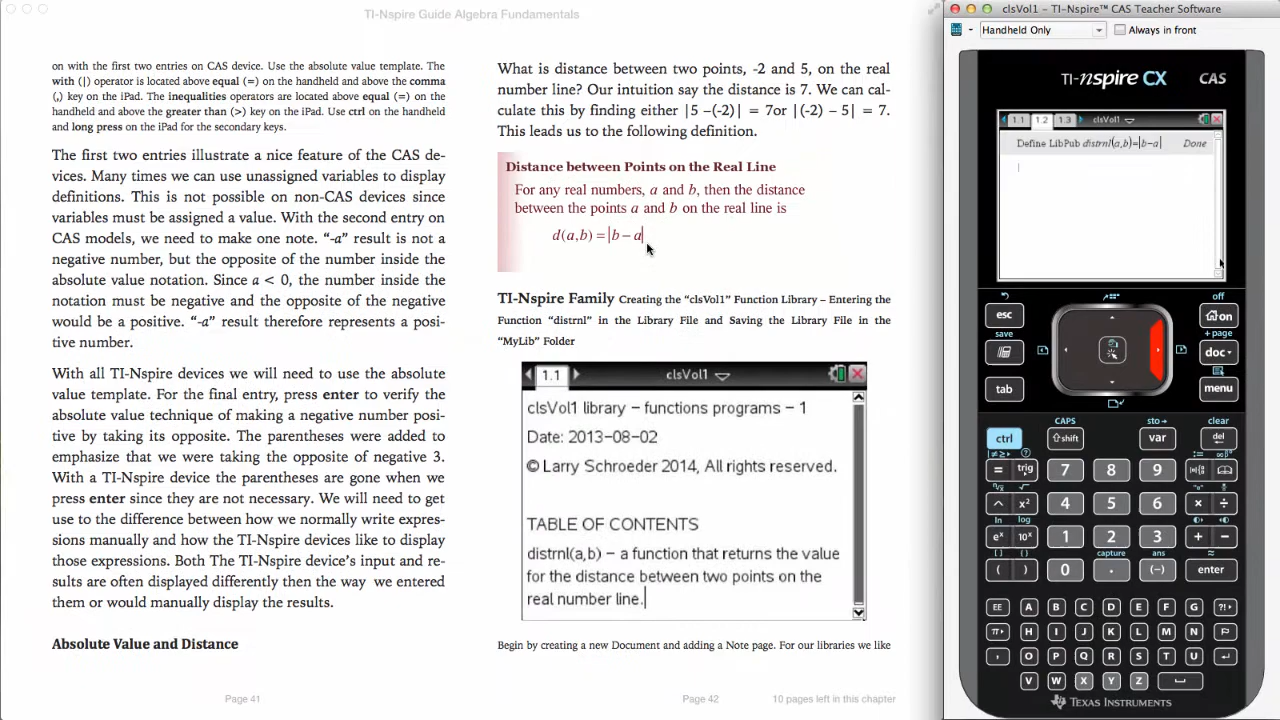 TI-Nspire Guide Algebra Fundamentals
on with the first two entries on CAS device. Use the absolute value template. The
with (|) operator is located above equal (=) on the handheld and above the comma
(,) key on the iPad. The inequalities operators are located above equal (=) on the
handheld and above the greater than (>) key on the iPad. Use ctrl on the handheld
and long press on the iPad for the secondary keys.
The first two entries illustrate a nice feature of the CAS de-
vices. Many times we can use unassigned variables to display
definitions. This is not possible on non-CAS devices since
variables must be assigned a value. With the second entry on
CAS models, we need to make one note. “-a” result is not a
negative number, but the opposite of the number inside the
absolute value notation. Since a < 0, the number inside the
notation must be negative and the opposite of the negative
would be a positive. “-a” result therefore represents a posi-
tive number.
With all TI-Nspire devices we will need to use the absolute
value template. For the final entry, press enter to verify the
absolute value technique of making a negative number posi-
tive by taking its opposite. The parentheses were added to
emphasize that we were taking the opposite of negative 3.
With a TI-Nspire device the parentheses are gone when we
press enter since they are not necessary. We will need to get
use to the difference between how we normally write expres-
sions manually and how the TI-Nspire devices like to display
those expressions. Both The TI-Nspire device's input and re-
sults are often displayed differently then the way we entered
them or would manually display the results.
Absolute Value and Distance
Page 41
What is distance between two points, -2 and 5, on the real
number line? Our intuition say the distance is 7. We can cal-
culate this by finding either |5 –(-2)| = 7or |(-2) – 5| = 7.
This leads us to the following definition.
Distance between Points on the Real Line
For any real numbers, a and b, then the distance
between the points a and b on the real line is
d(a,b) = |b – a|
TI-Nspire Family Creating the “clsVol1” Function Library – Entering the
Function “distrnl” in the Library File and Saving the Library File in the
“MyLib” Folder
1.1 clsVol1
clsVol1 library – functions programs – 1
Date: 2013-08-02
© Larry Schroeder 2014, All rights reserved.
TABLE OF CONTENTS
distrnl(a,b) – a function that returns the value
for the distance between two points on the
real number line.
Begin by creating a new Document and adding a Note page. For our libraries we like
Page 42 10 pages left in this chapter
clsVol1 – TI-Nspire™ CAS Teacher Software
Handheld Only Always in front
TI-nspire CX CAS
1.1 1.2 1.3 clsVol1
Define LibPub distrnl(a,b)=|b-a| Done
esc off on
save + page
doc
tab menu
CAPS sto→ clear
ctrl shift var del
= trig 7 8 9
^ x² 4 5 6 × ÷
ln log
eˣ 10ˣ 1 2 3 + −
[ ] { } capture ans ≈
( ) 0 . (−) enter
EE A B C D E F G ?!
π H I J K L M N
, O P Q R S T U
V W X Y Z
TEXAS INSTRUMENTS